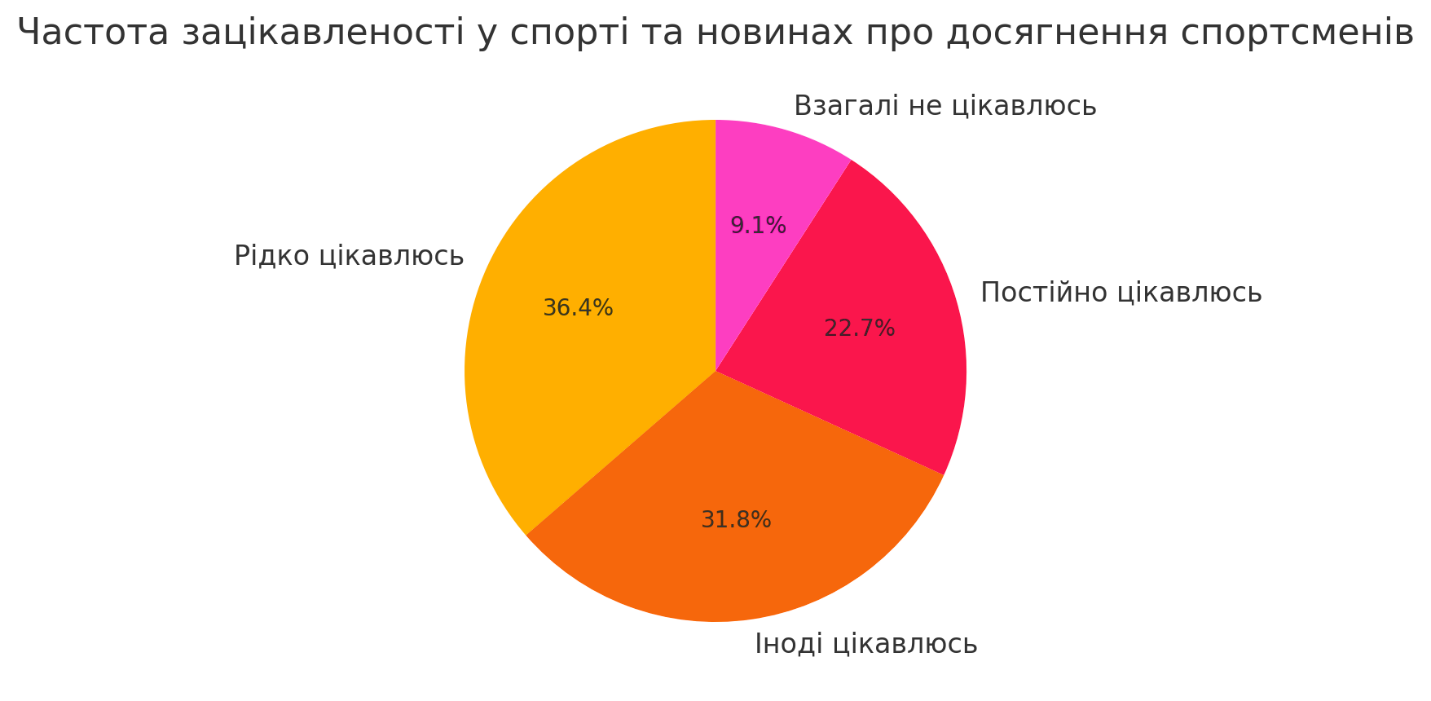 Частота зацікавленості у спорті та новинах про досягнення спортсменів
Взагалі не цікавлюсь
9.1%
Рідко цікавлюсь
36.4%
Постійно цікавлюсь
22.7%
31.8%
Іноді цікавлюсь